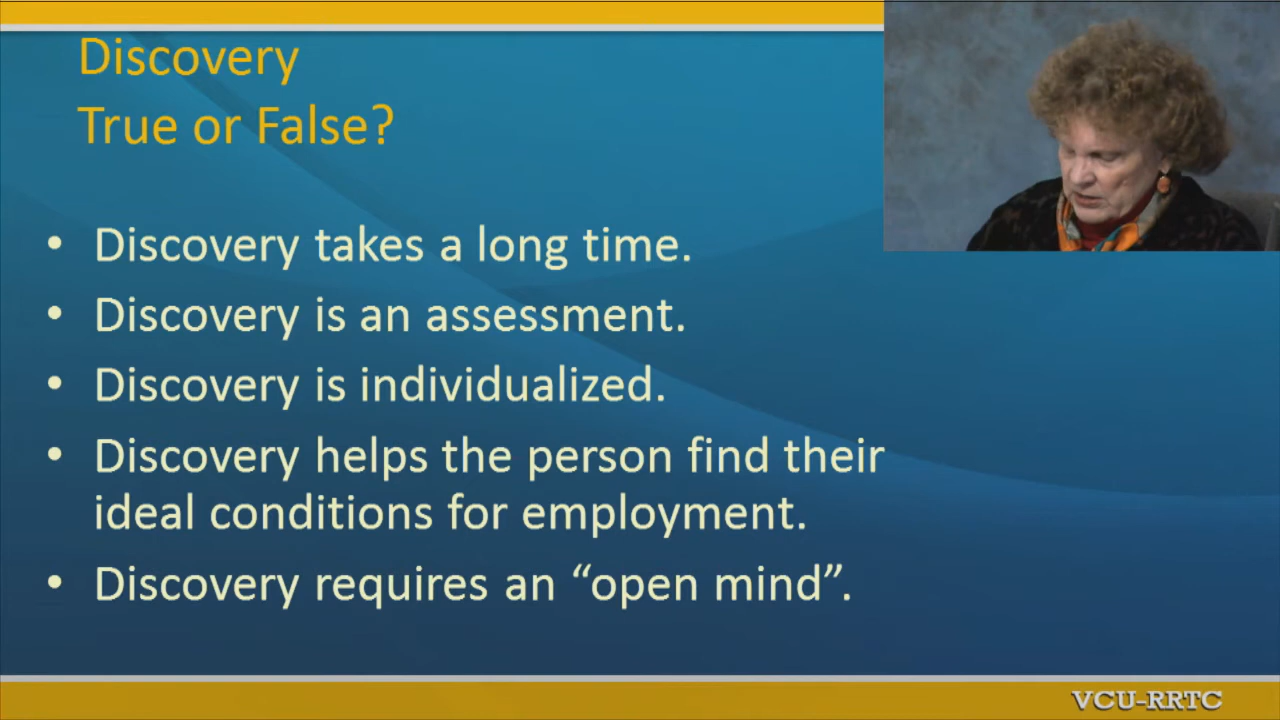 Discovery
True or False?
• Discovery takes a long time.
• Discovery is an assessment.
• Discovery is individualized.
• Discovery helps the person find their
ideal conditions for employment.
• Discovery requires an “open mind”.
VCU-RRTC